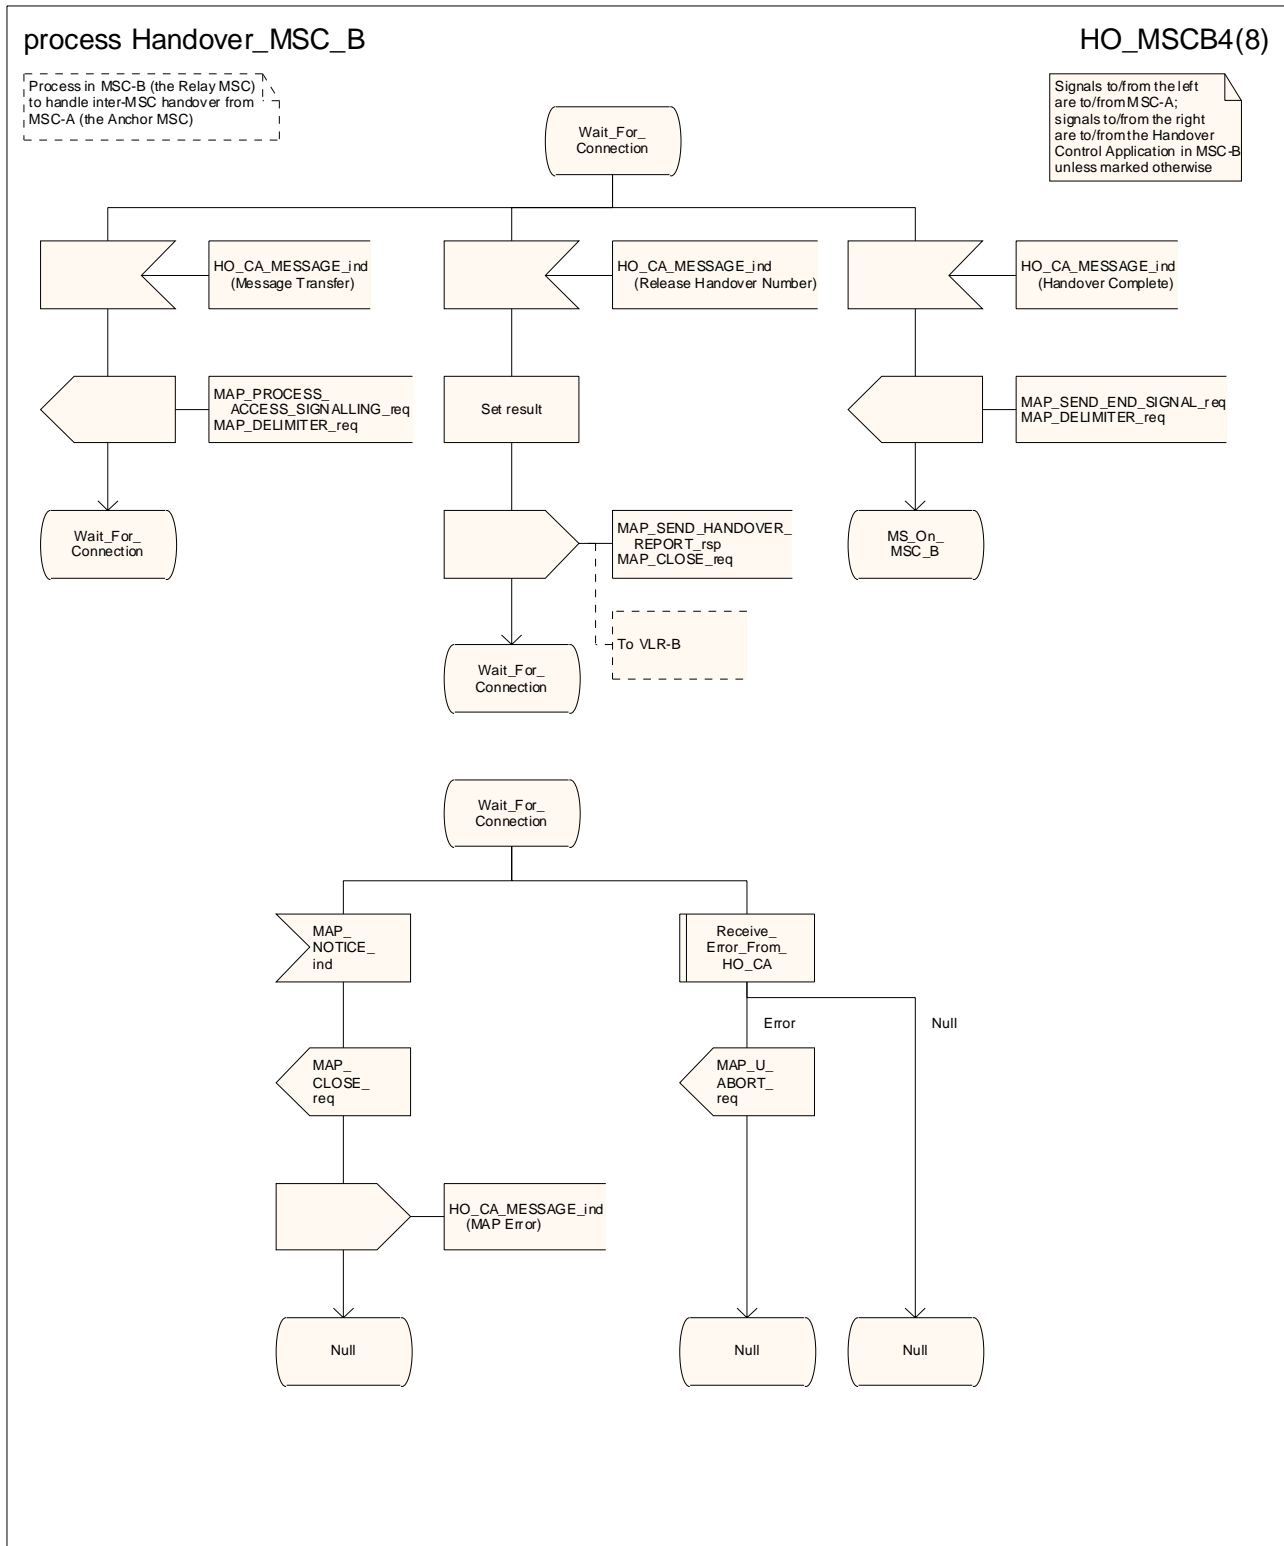 process Handover_MSC_B
HO_MSCB4(8)
Process in MSC-B (the Relay MSC)
to handle inter-MSC handover from
MSC-A (the Anchor MSC)
Signals to/from the left
are to/from MSC-A;
signals to/from the right
are to/from the Handover
Control Application in MSC-B
unless marked otherwise
Wait_For_
Connection
HO_CA_MESSAGE_ind
(Message Transfer)
HO_CA_MESSAGE_ind
(Release Handover Number)
HO_CA_MESSAGE_ind
(Handover Complete)
MAP_PROCESS_
ACCESS_SIGNALLING_req
MAP_DELIMITER_req
Set result
MAP_SEND_END_SIGNAL_req
MAP_DELIMITER_req
Wait_For_
Connection
MAP_SEND_HANDOVER_
REPORT_rsp
MAP_CLOSE_req
MS_On_
MSC_B
To VLR-B
Wait_For_
Connection
Wait_For_
Connection
MAP_
NOTICE_
ind
Receive_
Error_From_
HO_CA
Error
Null
MAP_
CLOSE_
req
MAP_U_
ABORT_
req
HO_CA_MESSAGE_ind
(MAP Error)
Null
Null
Null